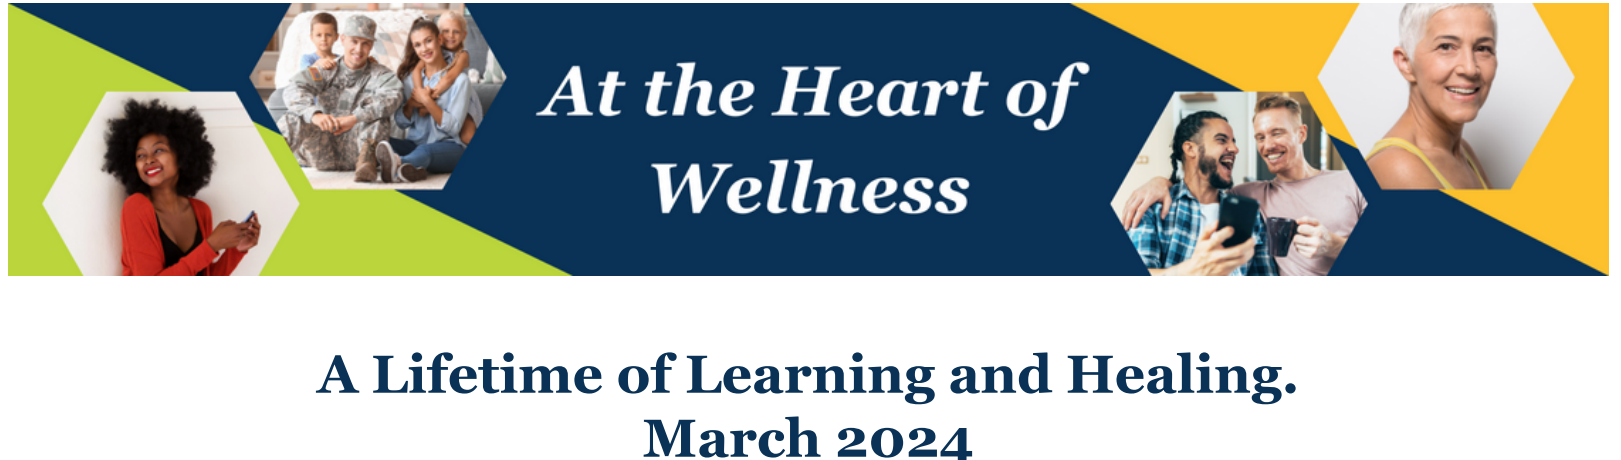 At the Heart of
Wellness
A Lifetime of Learning and Healing.
March 2024